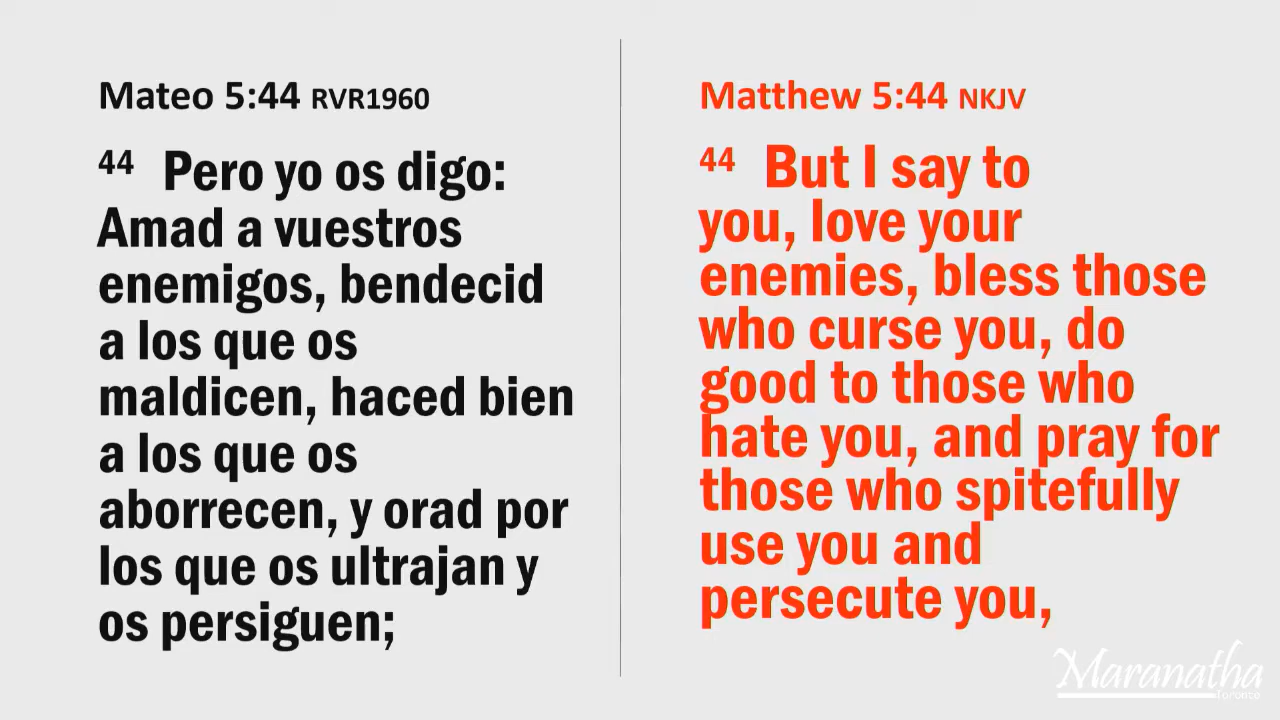 Mateo 5:44 RVR1960
44 Pero yo os digo:
Amad a vuestros
enemigos, bendecid
a los que os
maldicen, haced bien
a los que os
aborrecen, y orad por
los que os ultrajan y
os persiguen;
Matthew 5:44 NKJV
44 But I say to
you, love your
enemies, bless those
who curse you, do
good to those who
hate you, and pray for
those who spitefully
use you and
persecute you,
Maranatha
Toronto